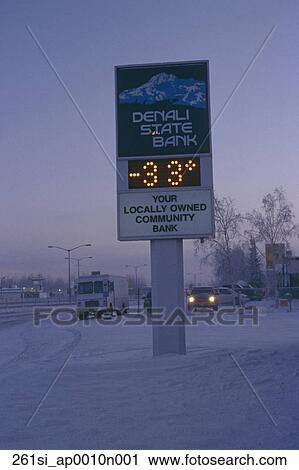 DENALI
STATE
BANK
-33°
YOUR
LOCALLY OWNED
COMMUNITY
BANK
FOTOSEARCH
261si_ap0010n001 www.fotosearch.com